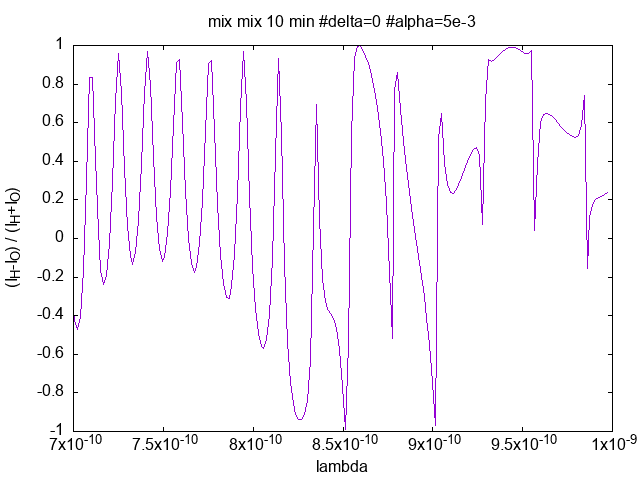 mix mix 10 min #delta=0 #alpha=5e-3
(I_H-I_O) / (I_H+I_O)
1
0.8
0.6
0.4
0.2
0
-0.2
-0.4
-0.6
-0.8
-1
7x10^-10 7.5x10^-10 8x10^-10 8.5x10^-10 9x10^-10 9.5x10^-10 1x10^-9
lambda